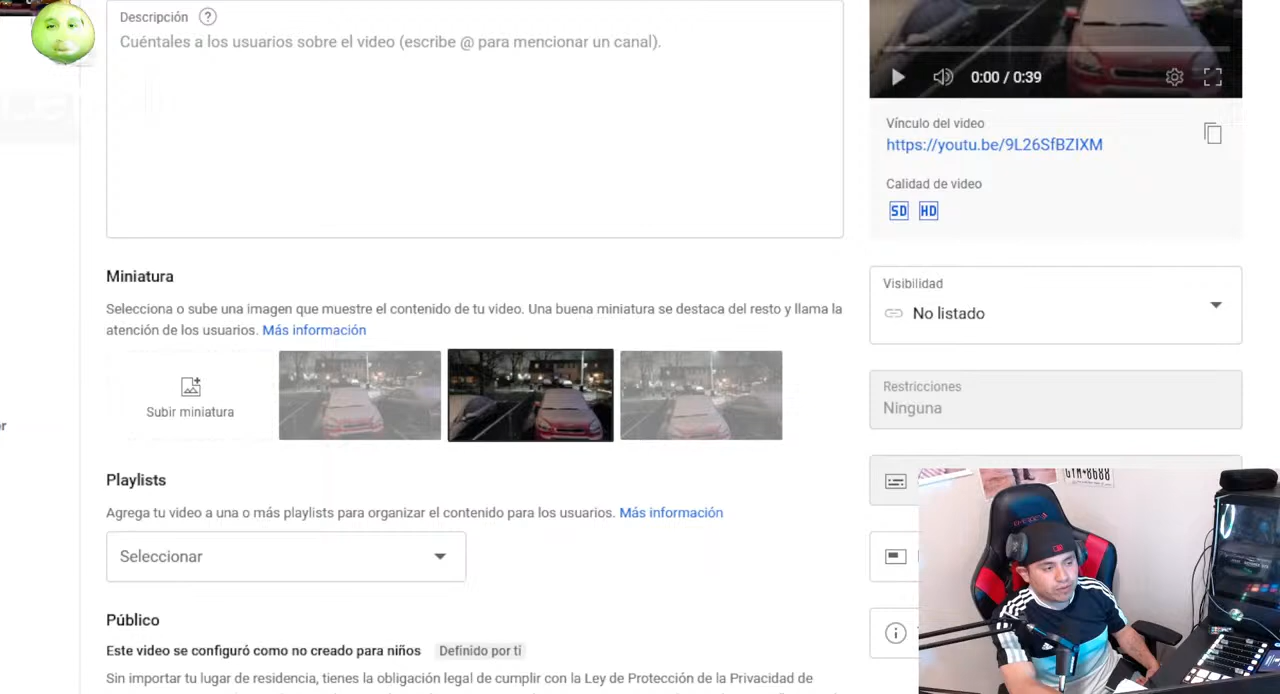 Descripción
Cuéntales a los usuarios sobre el video (escribe @ para mencionar un canal).
0:00 / 0:39
Vínculo del video
https://youtu.be/9L26SfBZIXM
Calidad de video
SD HD
Miniatura
Selecciona o sube una imagen que muestre el contenido de tu video. Una buena miniatura se destaca del resto y llama la
atención de los usuarios. Más información
Subir miniatura
Visibilidad
No listado
Restricciones
Ninguna
Playlists
Agrega tu video a una o más playlists para organizar el contenido para los usuarios. Más información
Seleccionar
Público
Este video se configuró como no creado para niños Definido por ti
Sin importar tu lugar de residencia, tienes la obligación legal de cumplir con la Ley de Protección de la Privacidad de